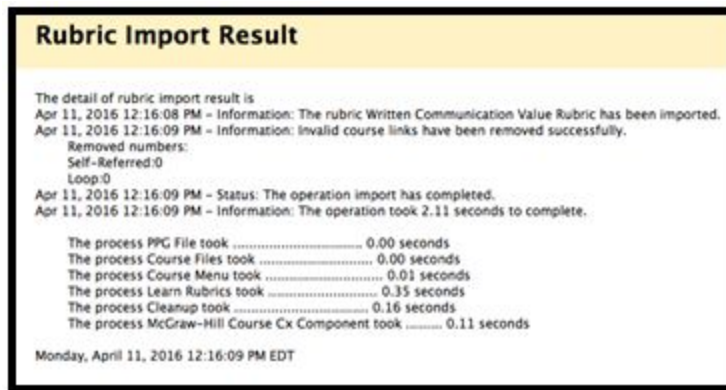 Rubric Import Result
The detail of rubric import result is
Apr 11, 2016 12:16:08 PM – Information: The rubric Written Communication Value Rubric has been imported.
Apr 11, 2016 12:16:09 PM – Information: Invalid course links have been removed successfully.
Removed numbers:
Self-Referred:0
Loop:0
Apr 11, 2016 12:16:09 PM – Status: The operation import has completed.
Apr 11, 2016 12:16:09 PM – Information: The operation took 2.11 seconds to complete.
The process PPG File took ................................ 0.00 seconds
The process Course Files took ............................ 0.00 seconds
The process Course Menu took ............................. 0.01 seconds
The process Learn Rubrics took ........................... 0.35 seconds
The process Cleanup took .................................. 0.16 seconds
The process McGraw-Hill Course Cx Component took ......... 0.11 seconds
Monday, April 11, 2016 12:16:09 PM EDT